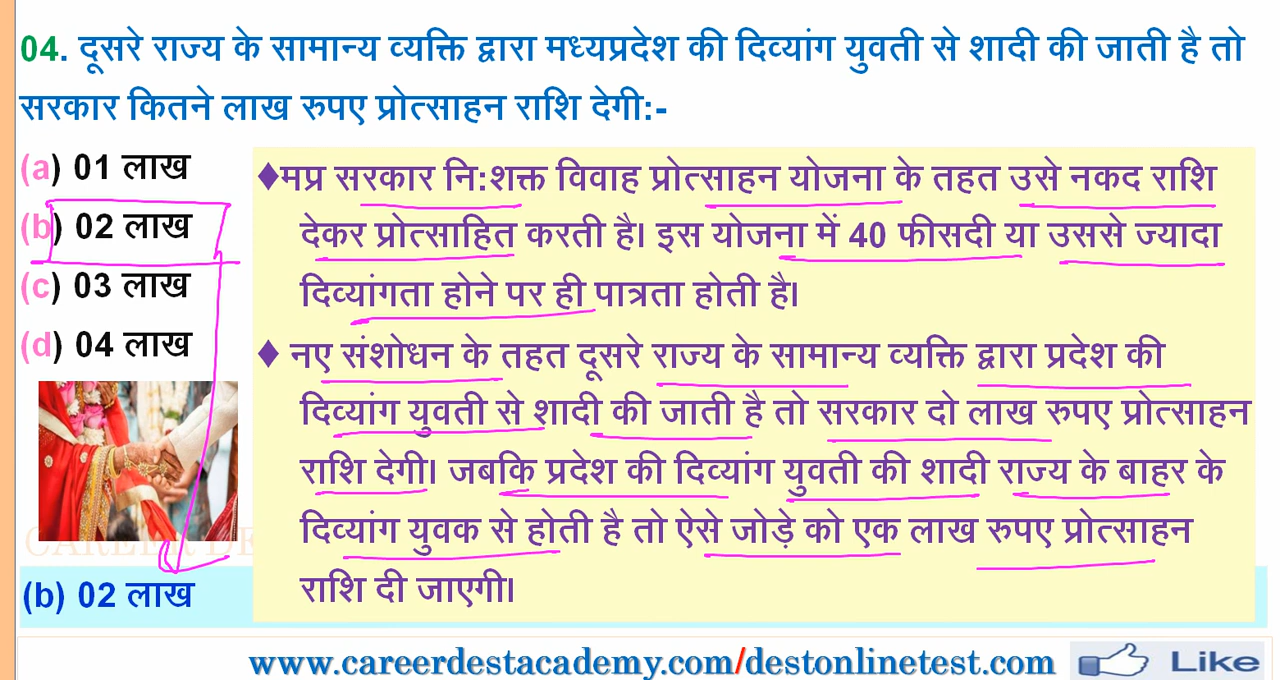 04. दूसरे राज्य के सामान्य व्यक्ति द्वारा मध्यप्रदेश की दिव्यांग युवती से शादी की जाती है तो
सरकार कितने लाख रुपए प्रोत्साहन राशि देगी:-
(a) 01 लाख
(b) 02 लाख
(c) 03 लाख
(d) 04 लाख
♦मप्र सरकार नि:शक्त विवाह प्रोत्साहन योजना के तहत उसे नकद राशि
देकर प्रोत्साहित करती है। इस योजना में 40 फीसदी या उससे ज्यादा
दिव्यांगता होने पर ही पात्रता होती है।
♦ नए संशोधन के तहत दूसरे राज्य के सामान्य व्यक्ति द्वारा प्रदेश की
दिव्यांग युवती से शादी की जाती है तो सरकार दो लाख रुपए प्रोत्साहन
राशि देगी। जबकि प्रदेश की दिव्यांग युवती की शादी राज्य के बाहर के
दिव्यांग युवक से होती है तो ऐसे जोड़े को एक लाख रुपए प्रोत्साहन
राशि दी जाएगी।
CAREER DE
(b) 02 लाख
www.careerdestacademy.com/destonlinetest.com
Like